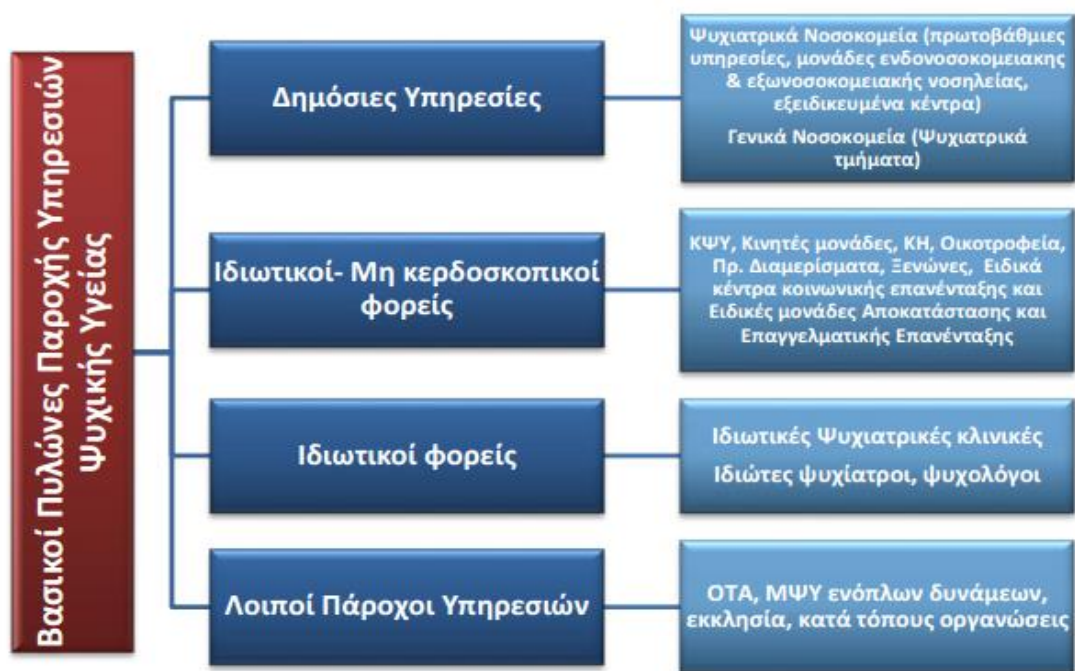 Βασικοί Πυλώνες Παροχής Υπηρεσιών
Ψυχικής Υγείας
Δημόσιες Υπηρεσίες
Ψυχιατρικά Νοσοκομεία (πρωτοβάθμιες
υπηρεσίες, μονάδες ενδονοσοκομειακης
& εξωνοσοκομειακής νοσηλείας,
εξειδικευμένα κέντρα)
Γενικά Νοσοκομεία (Ψυχιατρικά
τμήματα)
Ιδιωτικοί- Μη κερδοσκοπικοί
φορείς
ΚΨΥ, Κινητές μονάδες, ΚΗ, Οικοτροφεία,
Πρ. Διαμερίσματα, Ξενώνες, Ειδικά
κέντρα κοινωνικής επανένταξης και
Ειδικές μονάδες Αποκατάστασης και
Επαγγελματικής Επανένταξης
Ιδιωτικοί φορείς
Ιδιωτικές Ψυχιατρικές κλινικές
Ιδιώτες ψυχίατροι, ψυχολόγοι
Λοιποί Πάροχοι Υπηρεσιών
ΟΤΑ, ΜΨΥ ενόπλων δυνάμεων,
εκκλησία, κατά τόπους οργανώσεις